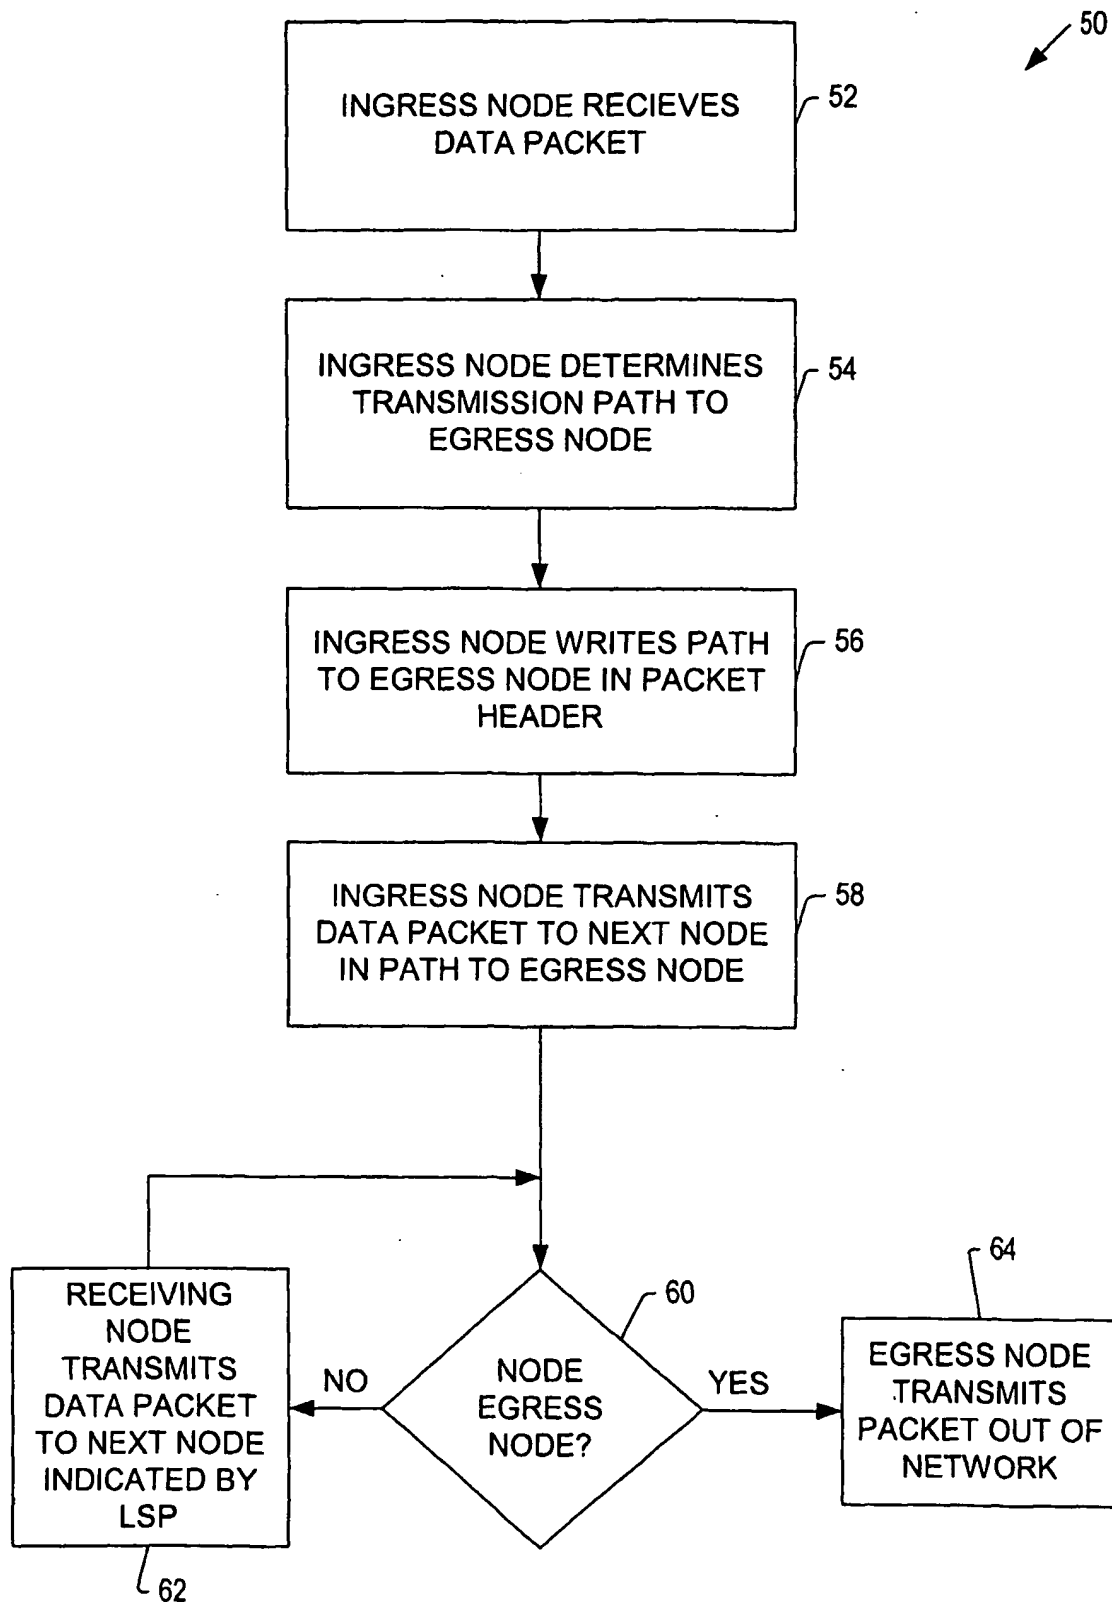 50
INGRESS NODE RECIEVES
DATA PACKET
52
INGRESS NODE DETERMINES
TRANSMISSION PATH TO
EGRESS NODE
54
INGRESS NODE WRITES PATH
TO EGRESS NODE IN PACKET
HEADER
56
INGRESS NODE TRANSMITS
DATA PACKET TO NEXT NODE
IN PATH TO EGRESS NODE
58
NODE
EGRESS
NODE?
60
NO
RECEIVING
NODE
TRANSMITS
DATA PACKET
TO NEXT NODE
INDICATED BY
LSP
62
YES
EGRESS NODE
TRANSMITS
PACKET OUT OF
NETWORK
64